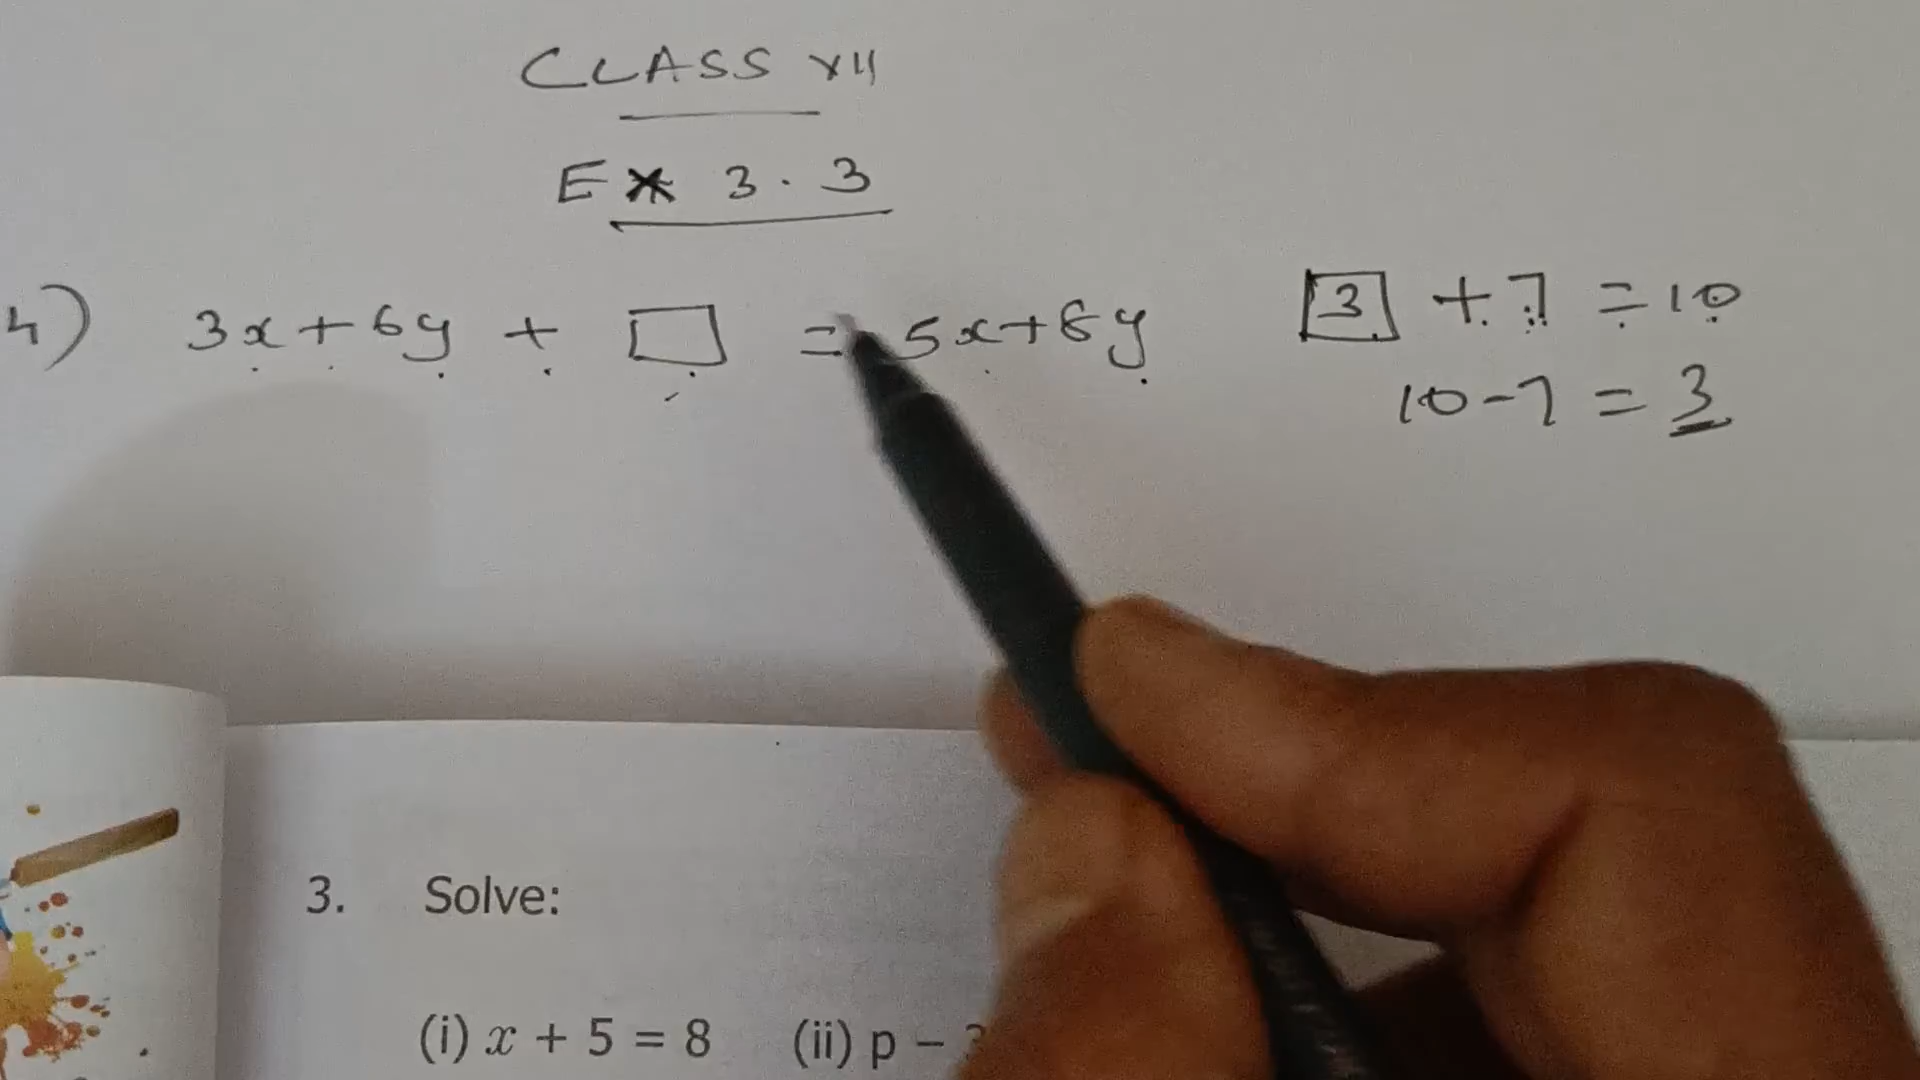 CLASS VII
Ex 3.3
4) 3x + 6y + □ = 5x + 8y
3 + 7 = 10
10 - 7 = 3
3. Solve:
(i) x + 5 = 8 (ii) p −